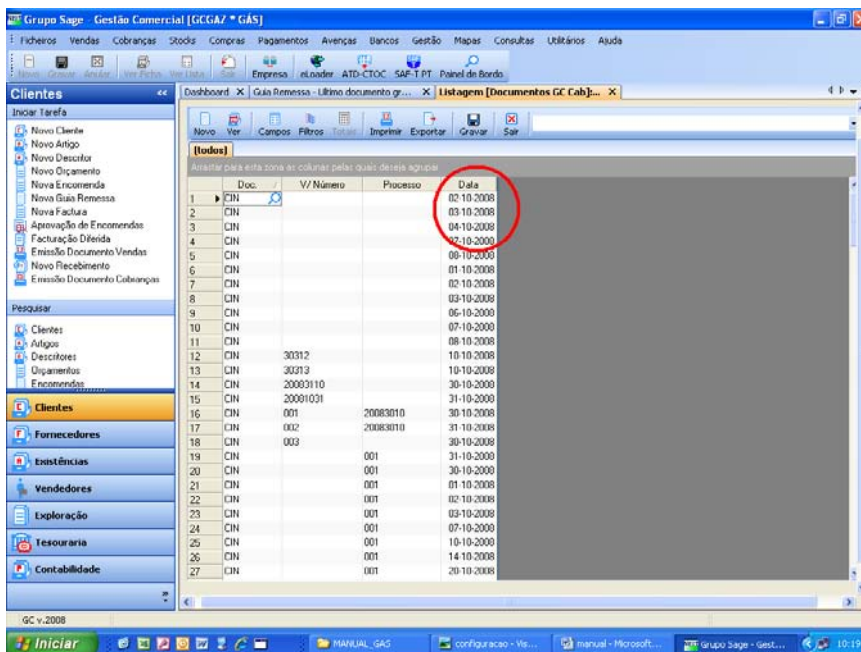 Grupo Sage - Gestão Comercial [GCGAZ * GÁS]
Ficheiros Vendas Cobranças Stocks Compras Pagamentos Avenças Bancos Gestão Mapas Consultas Utilitários Ajuda
Novo Gravar Anular Ver Ficha Ver Lista Sair Empresa eLoader ATD-CTOC SAF-T PT Painel de Bordo
Clientes <<
Dashboard X Guia Remessa - Ultimo documento gr... X Listagem [Documentos GC Cab]:... X
Iniciar Tarefa
Novo Cliente
Novo Artigo
Novo Descritor
Novo Orçamento
Nova Encomenda
Nova Guia Remessa
Nova Factura
Aprovação de Encomendas
Facturação Diferida
Emissão Documento Vendas
Novo Recebimento
Emissão Documento Cobranças
Pesquisar
Clientes
Artigos
Descritores
Orçamentos
Encomendas
Clientes
Fornecedores
Existências
Vendedores
Exploração
Tesouraria
Contabilidade
Novo Ver Campos Filtros Totais Imprimir Exportar Gravar Sair
[todos]
Arrastar para esta zona as colunas pelas quais deseja agrupar
Doc. / V/ Número Processo Data
1 CIN 02-10-2008
2 CIN 03-10-2008
3 CIN 04-10-2008
4 CIN 07-10-2008
5 CIN 08-10-2008
6 CIN 01-10-2008
7 CIN 02-10-2008
8 CIN 03-10-2008
9 CIN 06-10-2008
10 CIN 07-10-2008
11 CIN 08-10-2008
12 CIN 30312 10-10-2008
13 CIN 30313 10-10-2008
14 CIN 20083110 30-10-2008
15 CIN 20081031 31-10-2008
16 CIN 001 20083010 30-10-2008
17 CIN 002 20083010 31-10-2008
18 CIN 003 30-10-2008
19 CIN 001 31-10-2008
20 CIN 001 30-10-2008
21 CIN 001 01-10-2008
22 CIN 001 02-10-2008
23 CIN 001 03-10-2008
24 CIN 001 07-10-2008
25 CIN 001 10-10-2008
26 CIN 001 14-10-2008
27 CIN 001 20-10-2008
GC v.2008
Iniciar MANUAL_GAS configuracao - Vis... manual - Microsoft... Grupo Sage - Gest... 10:19